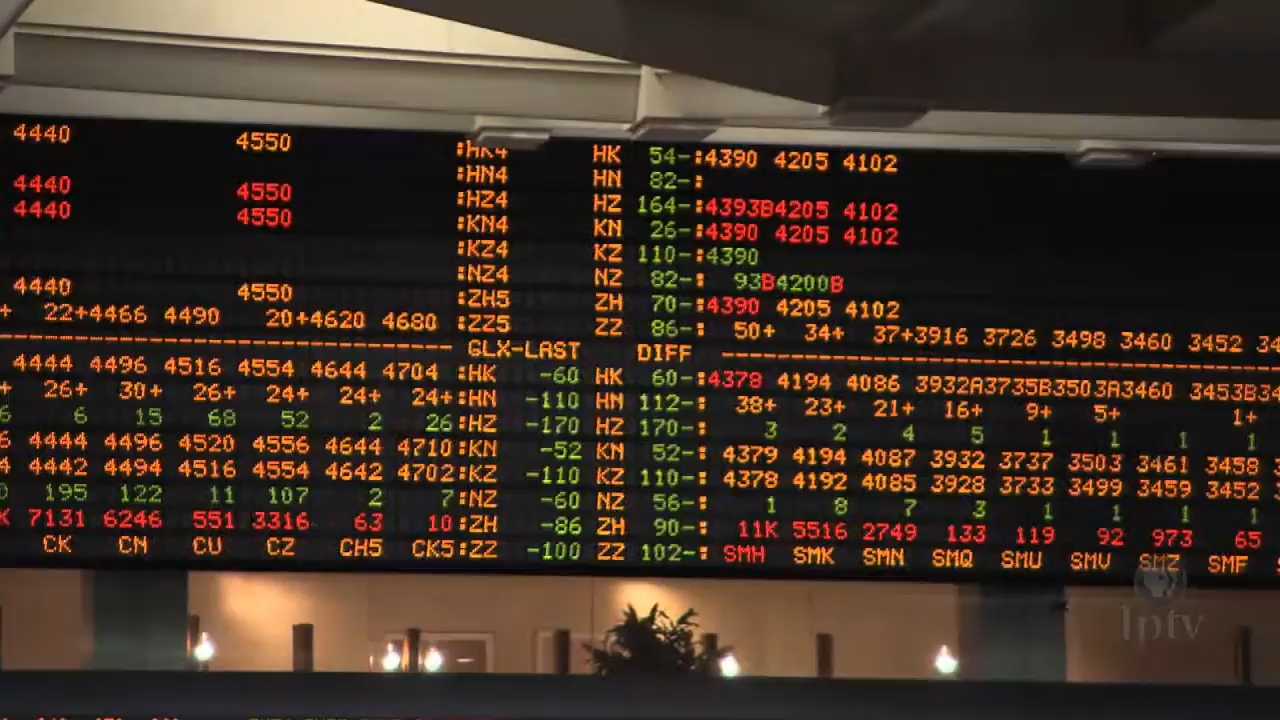 4440 4550 :HK4 HK 54-:4390 4205 4102
:HN4 HN 82-:
4440 4550 :HZ4 HZ 164-:4393B4205 4102
4440 4550 :KN4 KN 26-:4390 4205 4102
:KZ4 KZ 110-:4390
:NZ4 NZ 82-: 93B4200B
4440 4550 :ZH5 ZH 70-:4390 4205 4102
+ 22+4466 4490 20+4620 4680 :ZZ5 ZZ 86-: 50+ 34+ 37+3916 3726 3498 3460 3452 34
GLX-LAST DIFF
4444 4490 4516 4554 4644 4704 :HK -60 HK 60-:4378 4194 4086 3932A3735B3503A3460 3453B34
+ 26+ 30+ 26+ 24+ 24+ 24+:HN -110 HN 112-: 38+ 23+ 21+ 16+ 9+ 5+ 1+
6 6 15 68 52 2 26:HZ -170 HZ 170-: 3 2 4 5 1 1 1 1
6 4444 4496 4520 4556 4644 4710:KN -52 KN 52-:4379 4194 4087 3932 3737 3503 3461 3458
4 4442 4494 4516 4554 4642 4702:KZ -110 KZ 110-:4378 4192 4085 3928 3733 3499 3459 3452
195 122 11 107 2 7:NZ -60 NZ 56-: 1 8 7 3 1 1 1 1
K 7131 6246 551 3316 63 10:ZH -86 ZH 90-: 11K 5516 2749 133 119 92 973 65
CK CN CU CZ CH5 CK5:ZZ -100 ZZ 102-: SMH SMK SMN SMQ SMU SMV SMZ SMF
Iptv